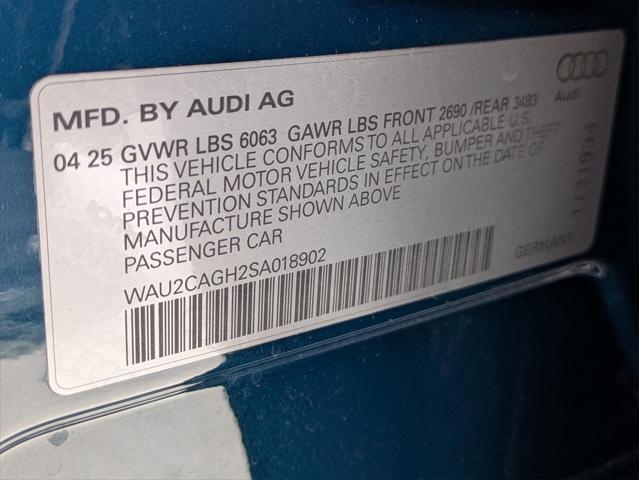 MFD. BY AUDI AG
04 25 GVWR LBS 6063 GAWR LBS FRONT 2690 /REAR 3483
THIS VEHICLE CONFORMS TO ALL APPLICABLE U.S.
FEDERAL MOTOR VEHICLE SAFETY, BUMPER AND THEFT
PREVENTION STANDARDS IN EFFECT ON THE DATE OF
MANUFACTURE SHOWN ABOVE
PASSENGER CAR
WAU2CAGH2SA018902
Audi
1731934
GERMANY